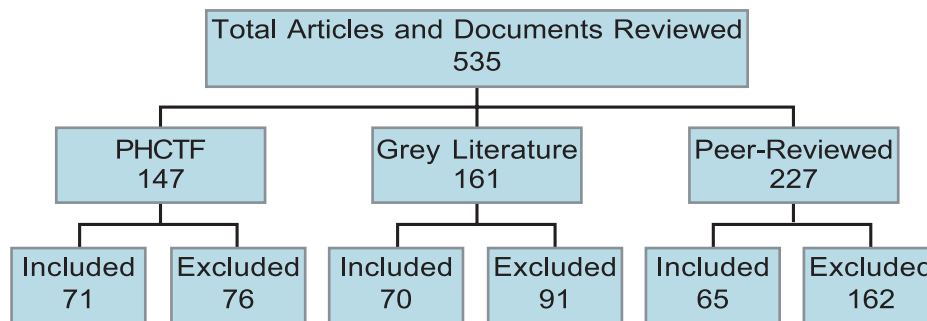 Total Articles and Documents Reviewed
535
PHCTF
147
Grey Literature
161
Peer-Reviewed
227
Included
71
Excluded
76
Included
70
Excluded
91
Included
65
Excluded
162